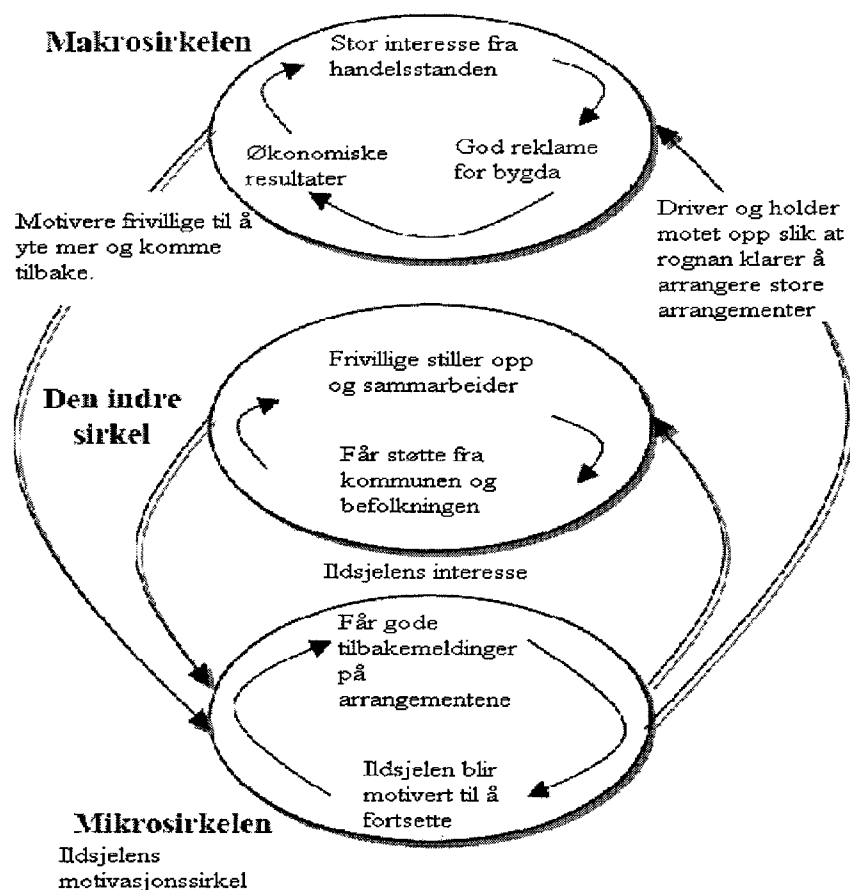 Makrosirkelen
Stor interesse fra
handelsstanden
God reklame
for bygda
Økonomiske
resultater
Motivere frivillige til å
yte mer og komme
tilbake.
Driver og holder
motet opp slik at
rognan klarer å
arrangere store
arrangementer
Den indre
sirkel
Frivillige stiller opp
og sammarbeider
Får støtte fra
kommunen og
befolkningen
Ildsjelens interesse
Får gode
tilbakemeldinger
på
arrangementene
Ildsjelen blir
motivert til å
fortsette
Mikrosirkelen
Ildsjelens
motivasjonssirkel